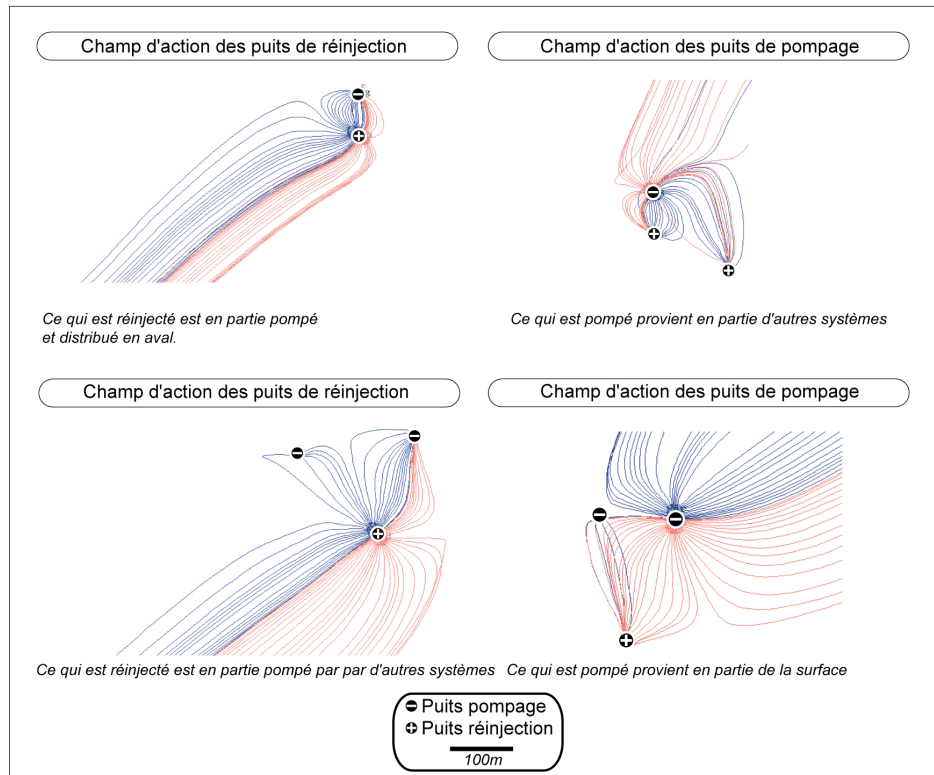 Champ d'action des puits de réinjection
Champ d'action des puits de pompage
Ce qui est réinjecté est en partie pompé
et distribué en aval.
Ce qui est pompé provient en partie d'autres systèmes
Champ d'action des puits de réinjection
Champ d'action des puits de pompage
Ce qui est réinjecté est en partie pompé par par d'autres systèmes
Ce qui est pompé provient en partie de la surface
Puits pompage
Puits réinjection
100m